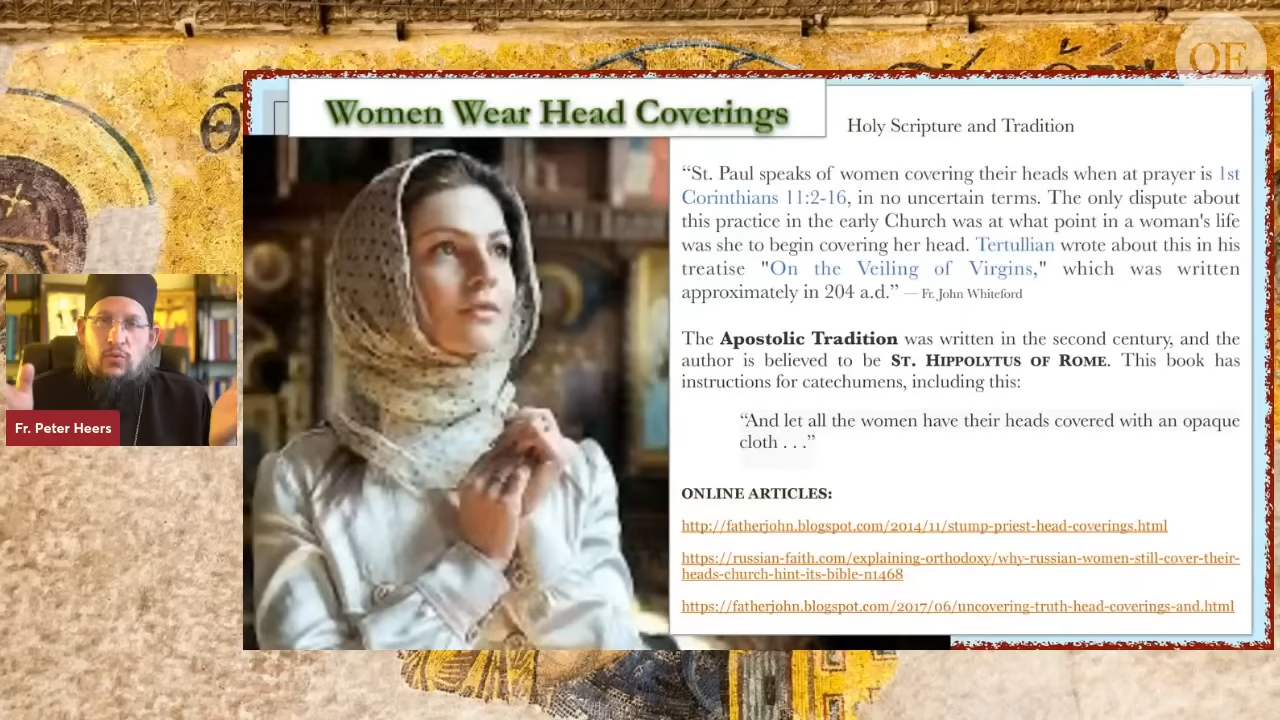 OE
Women Wear Head Coverings
Holy Scripture and Tradition
“St. Paul speaks of women covering their heads when at prayer is 1st
Corinthians 11:2-16, in no uncertain terms. The only dispute about
this practice in the early Church was at what point in a woman's life
was she to begin covering her head. Tertullian wrote about this in his
treatise "On the Veiling of Virgins," which was written
approximately in 204 a.d.” — Fr. John Whiteford
The Apostolic Tradition was written in the second century, and the
author is believed to be ST. HIPPOLYTUS OF ROME. This book has
instructions for catechumens, including this:
“And let all the women have their heads covered with an opaque
cloth . . .”
ONLINE ARTICLES:
http://fatherjohn.blogspot.com/2014/11/stump-priest-head-coverings.html
https://russian-faith.com/explaining-orthodoxy/why-russian-women-still-cover-their-
heads-church-hint-its-bible-n1468
https://fatherjohn.blogspot.com/2017/06/uncovering-truth-head-coverings-and.html
Fr. Peter Heers